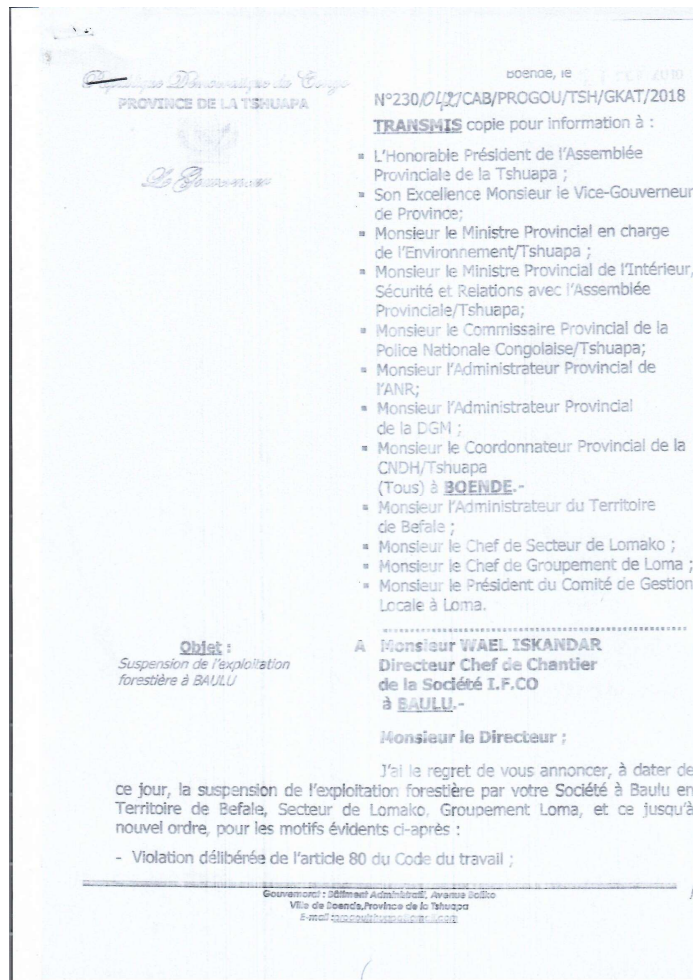 République Démocratique du Congo
PROVINCE DE LA TSHUAPA
Le Gouverneur
Boende, le
N°230/042/CAB/PROGOU/TSH/GKAT/2018
TRANSMIS copie pour information à :
▪ L'Honorable Président de l'Assemblée
Provinciale de la Tshuapa ;
▪ Son Excellence Monsieur le Vice-Gouverneur
de Province;
▪ Monsieur le Ministre Provincial en charge
de l'Environnement/Tshuapa ;
▪ Monsieur le Ministre Provincial de l'Intérieur,
Sécurité et Relations avec l'Assemblée
Provinciale/Tshuapa;
▪ Monsieur le Commissaire Provincial de la
Police Nationale Congolaise/Tshuapa;
▪ Monsieur l'Administrateur Provincial de
l'ANR;
▪ Monsieur l'Administrateur Provincial
de la DGM ;
▪ Monsieur le Coordonnateur Provincial de la
CNDH/Tshuapa
(Tous) à BOENDE.-
▪ Monsieur l'Administrateur du Territoire
de Befale ;
▪ Monsieur le Chef de Secteur de Lomako ;
▪ Monsieur le Chef de Groupement de Loma ;
▪ Monsieur le Président du Comité de Gestion
Locale à Loma.
Objet :
Suspension de l'exploitation
forestière à BAULU
A Monsieur WAEL ISKANDAR
Directeur Chef de Chantier
de la Société I.F.CO
à BAULU.-
Monsieur le Directeur ;
J'ai le regret de vous annoncer, à dater de
ce jour, la suspension de l'exploitation forestière par votre Société à Baulu en
Territoire de Befale, Secteur de Lomako, Groupement Loma, et ce jusqu'à
nouvel ordre, pour les motifs évidents ci-après :
- Violation délibérée de l'article 80 du Code du travail ;
Gouvernorat : Bâtiment Administratif, Avenue Boliko
Ville de Boende, Province de la Tshuapa
E-mail :